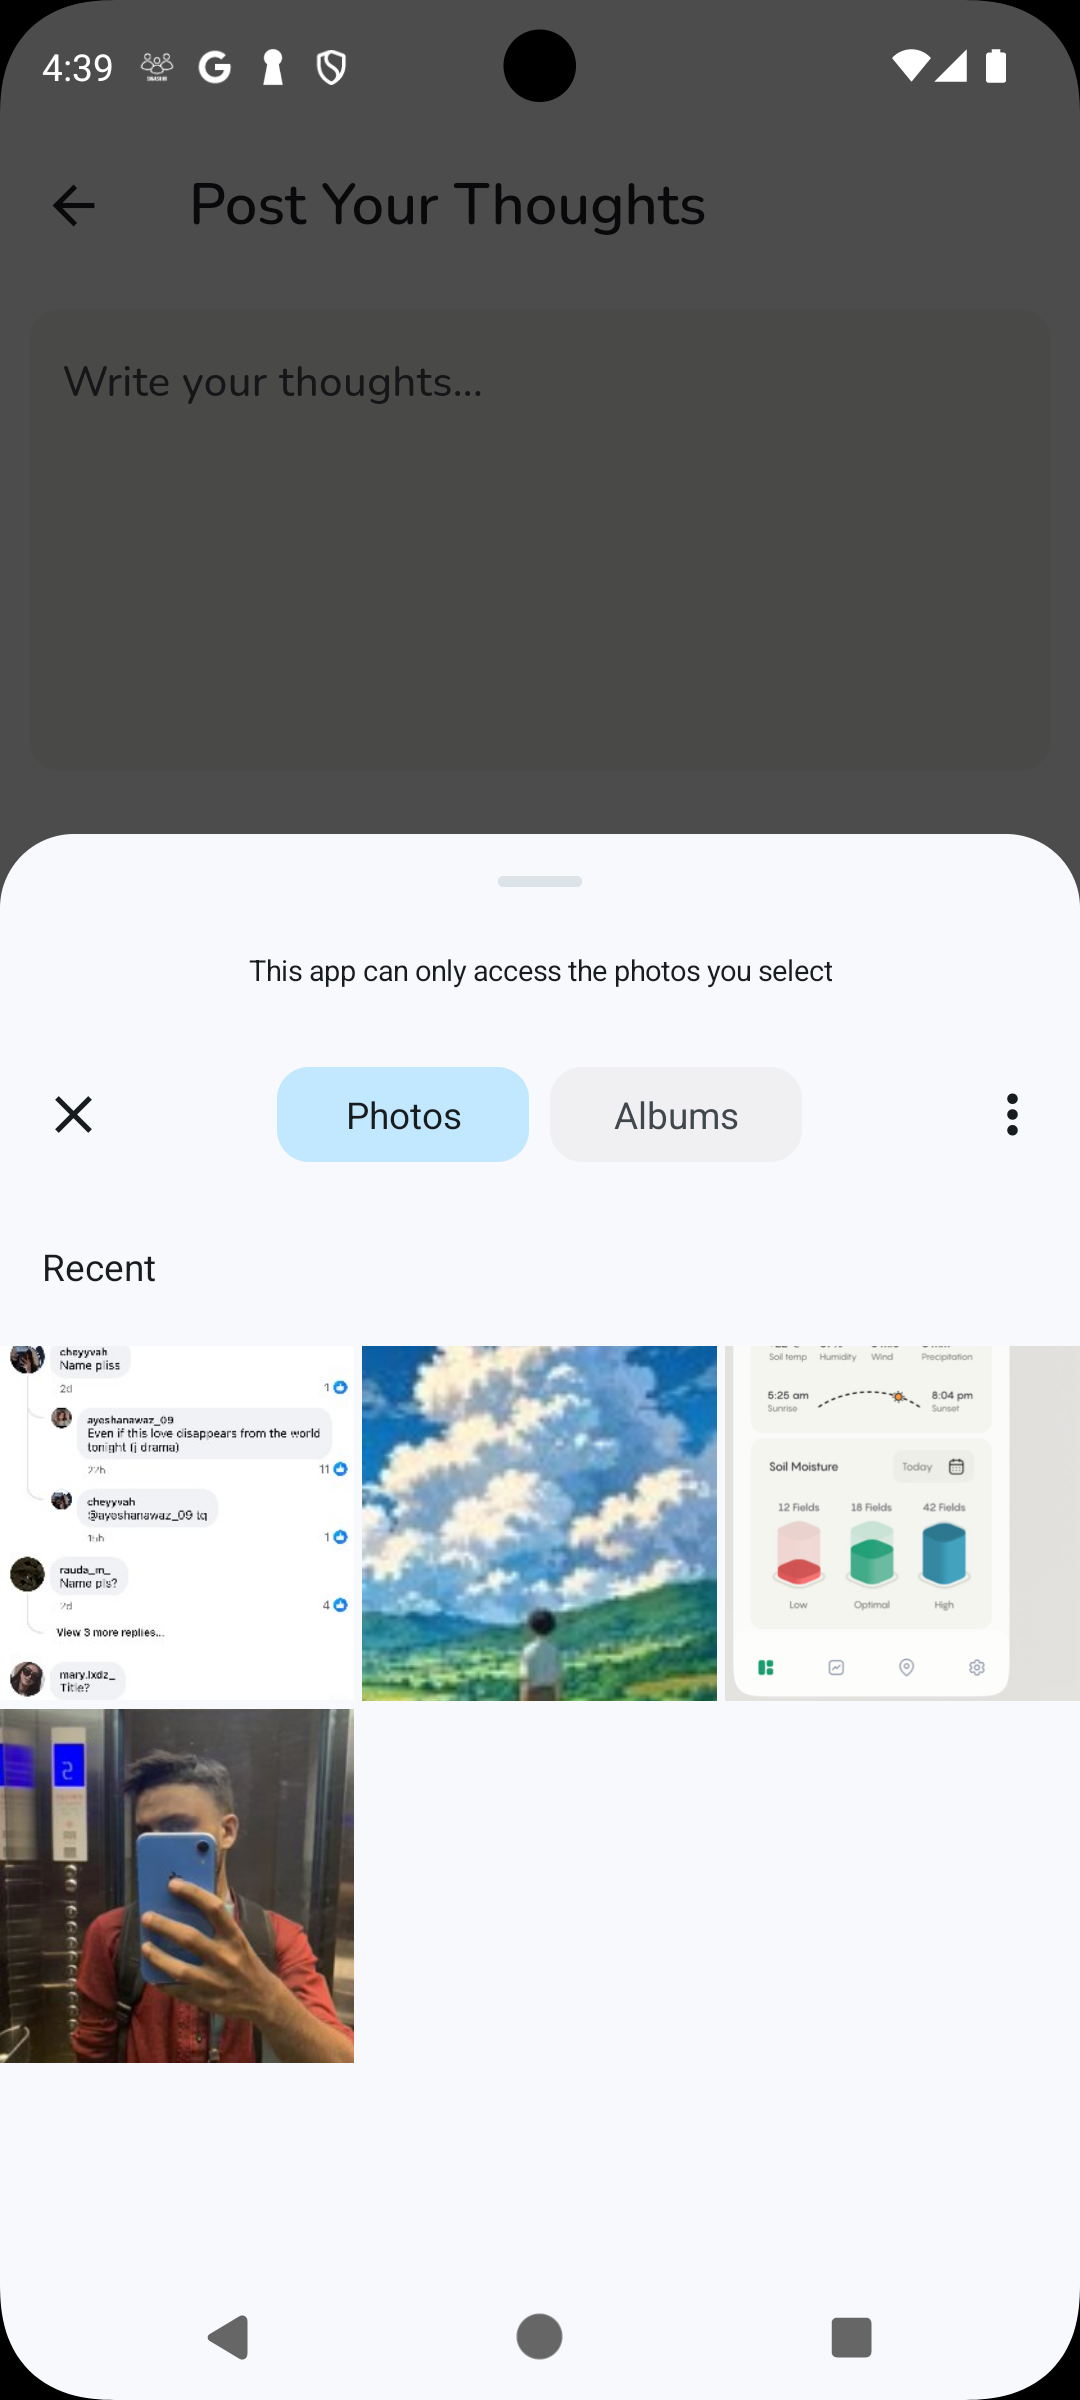 4:39
Post Your Thoughts
Write your thoughts...
This app can only access the photos you select
Photos
Albums
Recent
cheyyvah
Name pliss
2d
1
ayeshanawaz_09
Even if this love disappears from the world
tonight (j drama)
22h
11
cheyyvah
@ayeshanawaz_09 tq
15h
1
rauda_m_
Name pls?
2d
4
View 3 more replies...
mary.lxdz_
Title?
Soil temp Humidity Wind Precipitation
5:25 am
Sunrise
8:04 pm
Sunset
Soil Moisture
Today
12 Fields 18 Fields 42 Fields
Low Optimal High